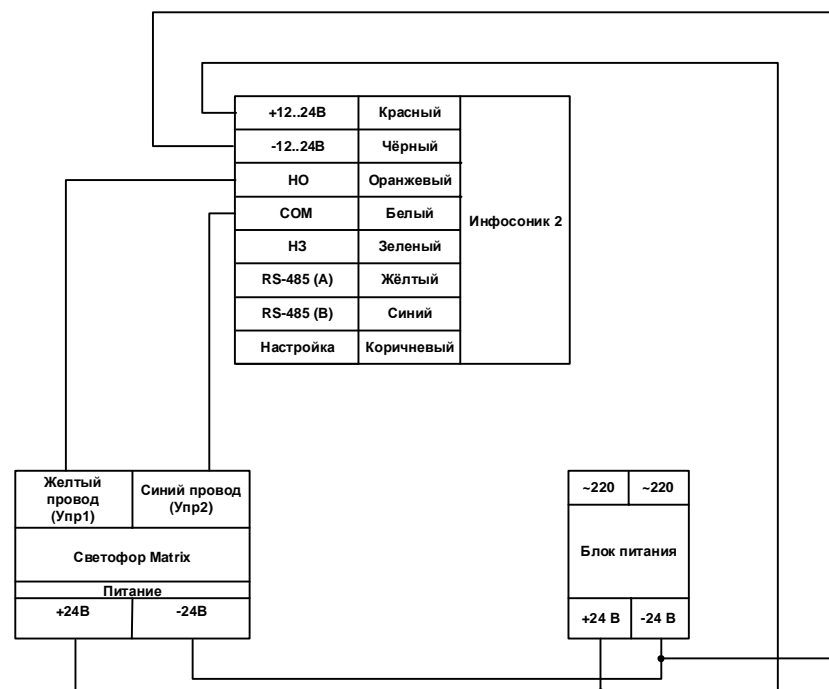 +12..24В Красный
-12..24В Чёрный
НО Оранжевый
COM Белый
Инфосоник 2
НЗ Зеленый
RS-485 (A) Жёлтый
RS-485 (B) Синий
Настройка Коричневый
Желтый
провод
(Упр1)
Синий провод
(Упр2)
Светофор Matrix
Питание
+24В -24В
~220 ~220
Блок питания
+24 В -24 В